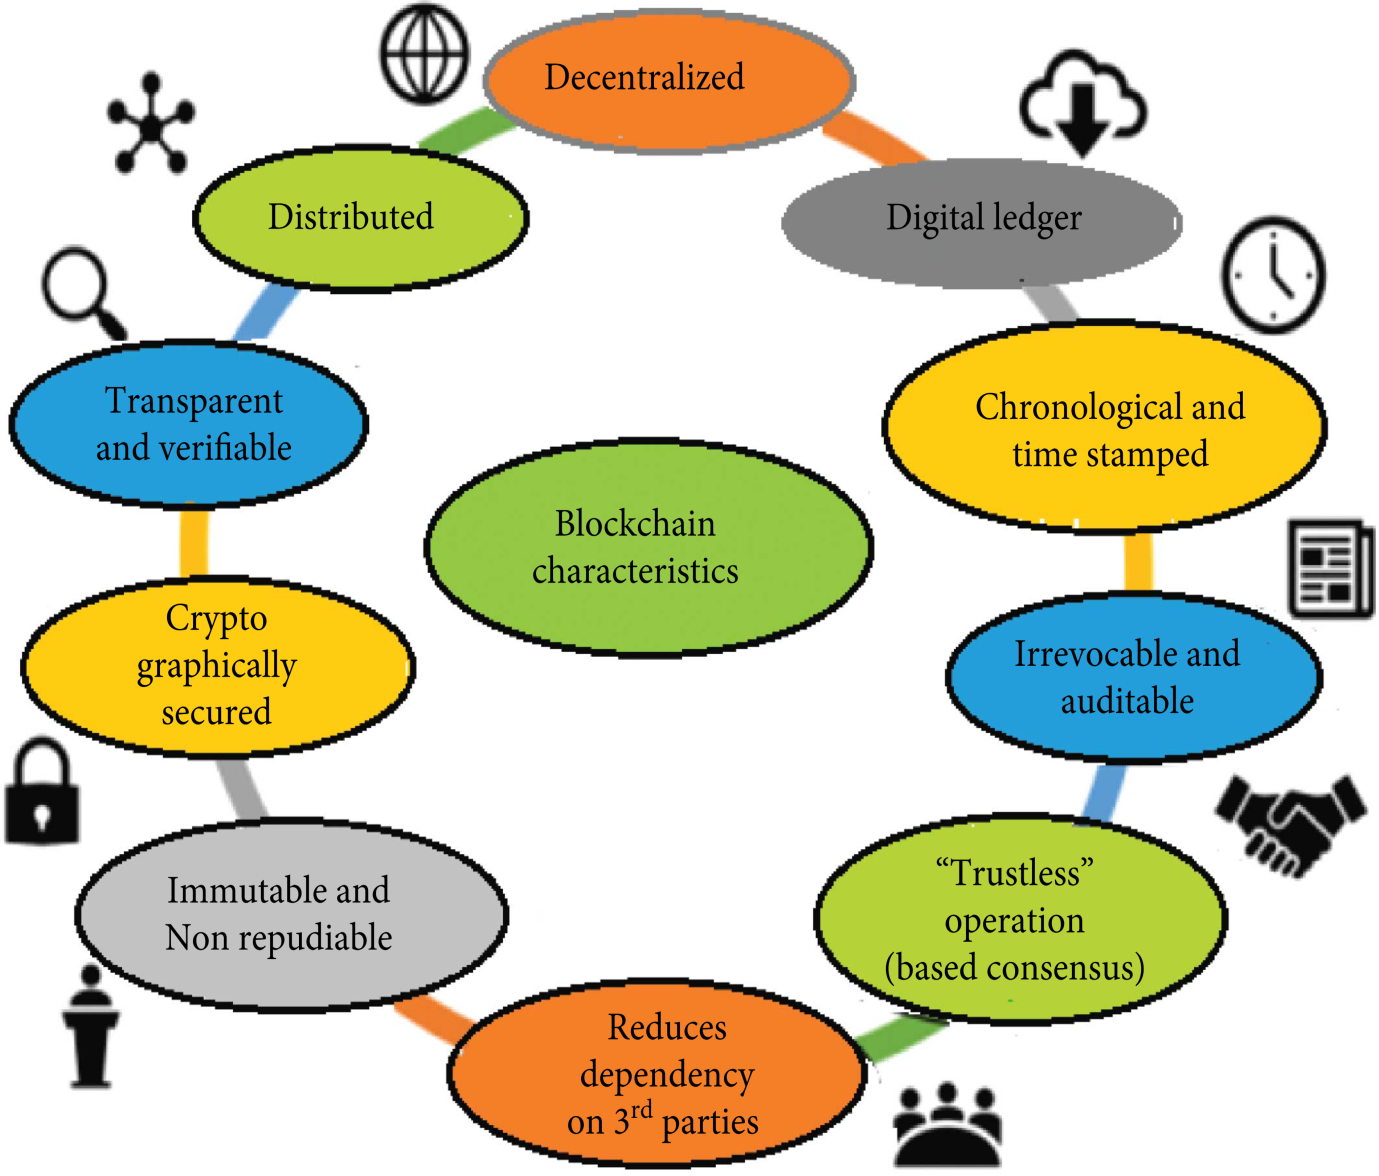 Decentralized
Digital ledger
Chronological and
time stamped
Irrevocable and
auditable
“Trustless”
operation
(based consensus)
Reduces
dependency
on 3rd parties
Immutable and
Non repudiable
Crypto
graphically
secured
Transparent
and verifiable
Distributed
Blockchain
characteristics